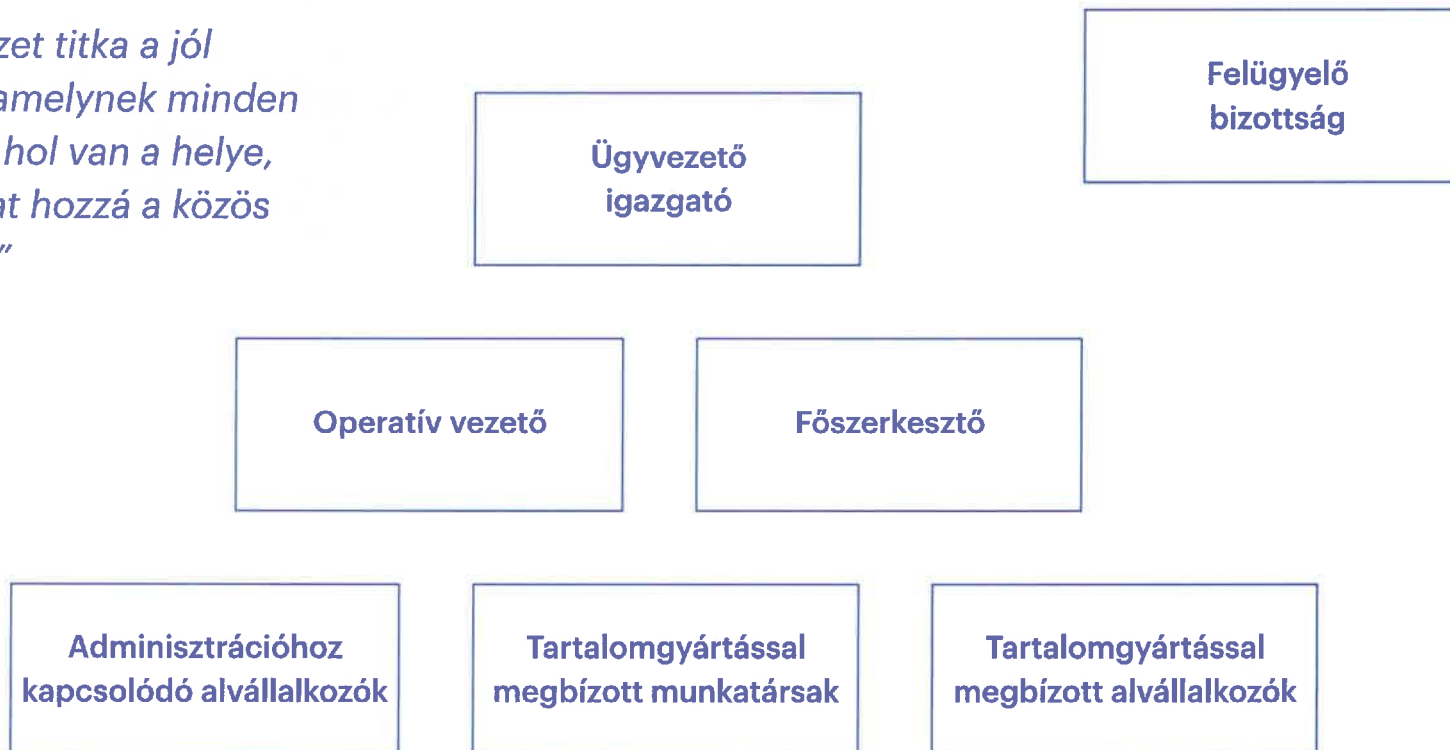 zet titka a jól
amelynek minden
hol van a helye,
at hozzá a közös
"
Felügyelő
bizottság
Ügyvezető
igazgató
Operatív vezető
Főszerkesztő
Adminisztrációhoz
kapcsolódó alvállalkozók
Tartalomgyártással
megbízott munkatársak
Tartalomgyártással
megbízott alvállalkozók